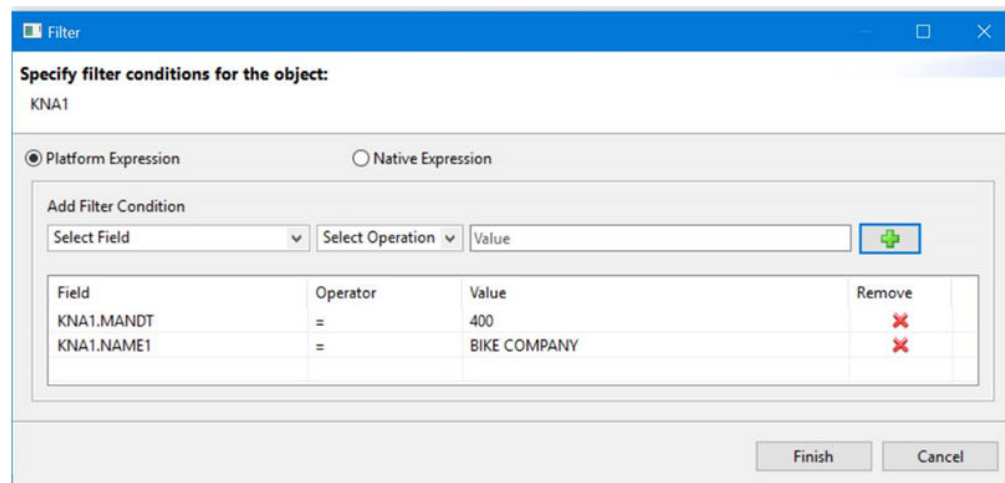 Filter
Specify filter conditions for the object:
KNA1
Platform Expression Native Expression
Add Filter Condition
Select Field Select Operation Value
Field Operator Value Remove
KNA1.MANDT = 400
KNA1.NAME1 = BIKE COMPANY
Finish Cancel